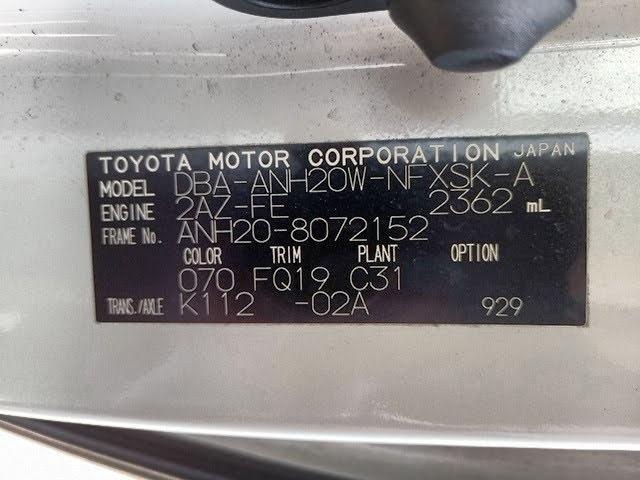 TOYOTA MOTOR CORPORATION JAPAN
MODEL DBA-ANH20W-NFXSK-A
ENGINE 2AZ-FE 2362 mL
FRAME No. ANH20-8072152
COLOR TRIM PLANT OPTION
070 FQ19 C31
TRANS./AXLE K112 -02A 929